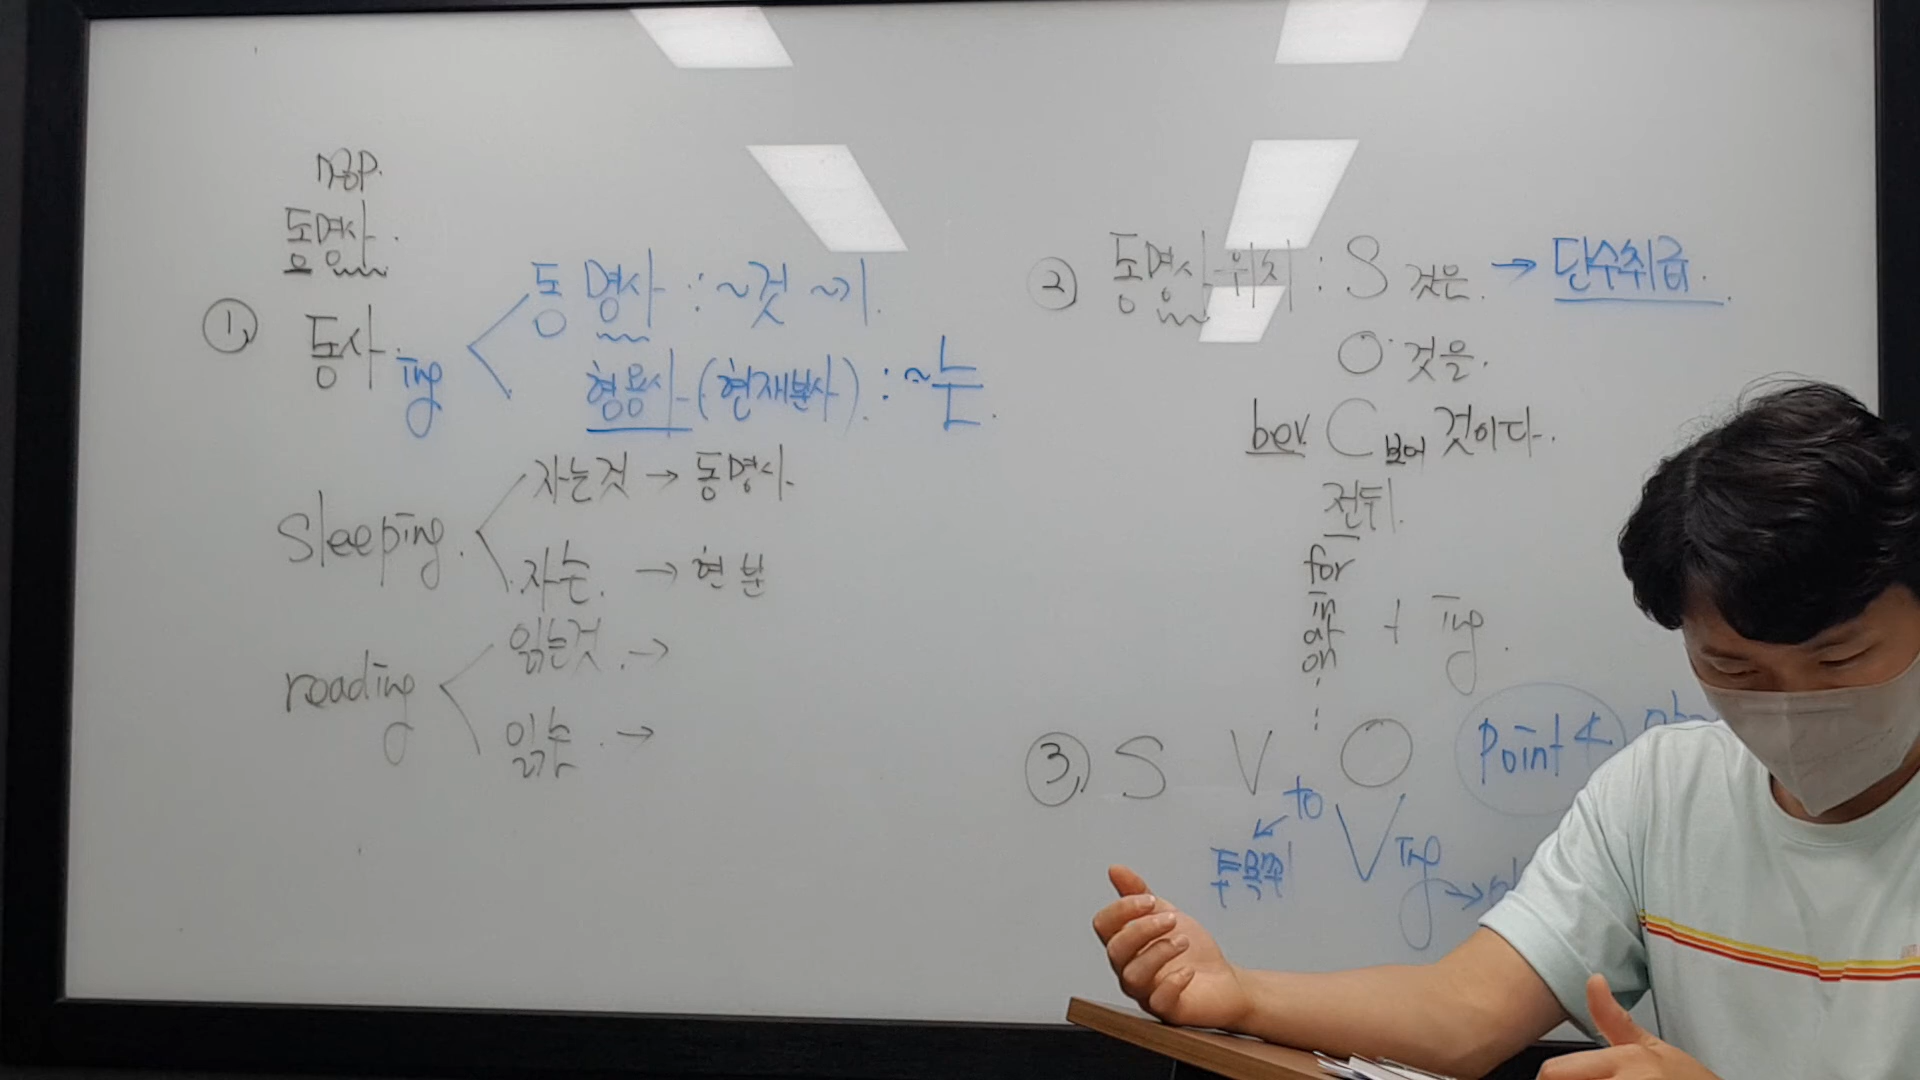 동명사.
①, 동사ing
동명사 : ~것 ~기.
형용사 (현재분사). : ~는.
sleeping.
자는것 → 동명사.
자는. → 현분
reading
읽는것. →
읽는. →
② 동명사 위치 : S 것은. → 단수취급.
O 것을.
be v. C 보어 것이다.
전뒤.
for
in
at
on
+ ing.
③, S V O Point
to
Ving →